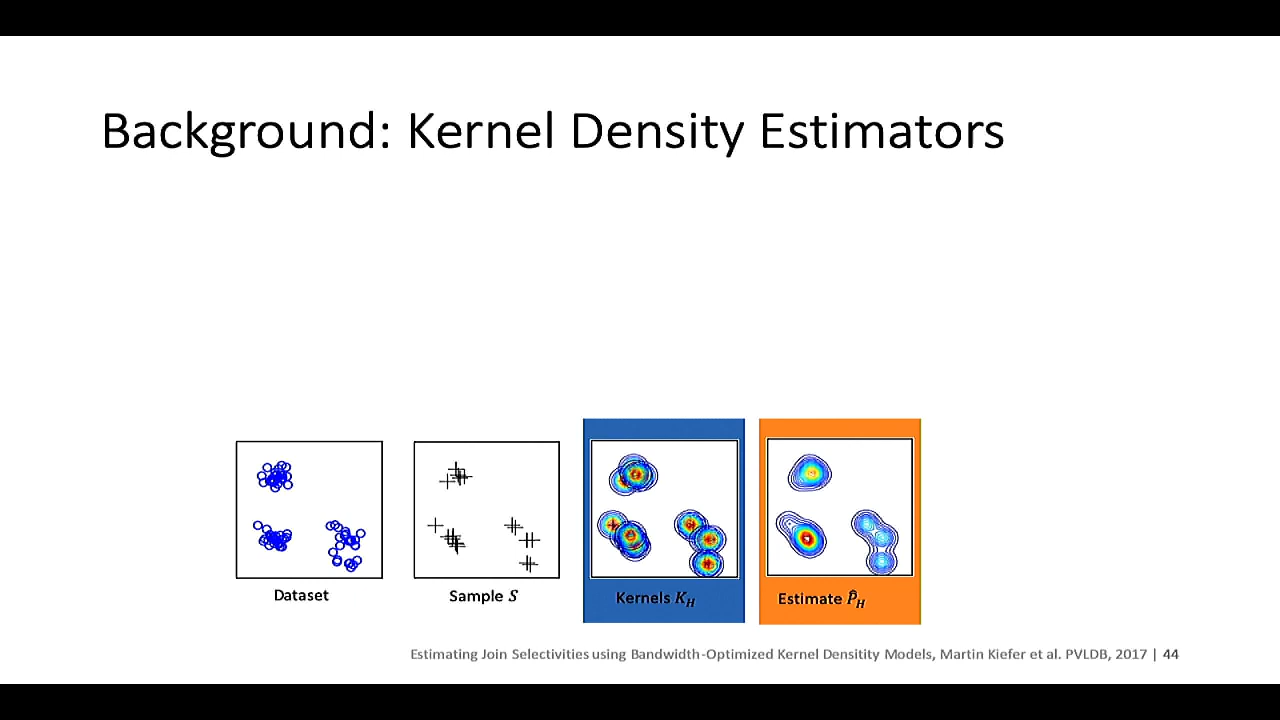 Background: Kernel Density Estimators
Dataset
Sample S
Kernels K_H
Estimate P̂_H
Estimating Join Selectivities using Bandwidth-Optimized Kernel Densitity Models, Martin Kiefer et al. PVLDB, 2017 | 44